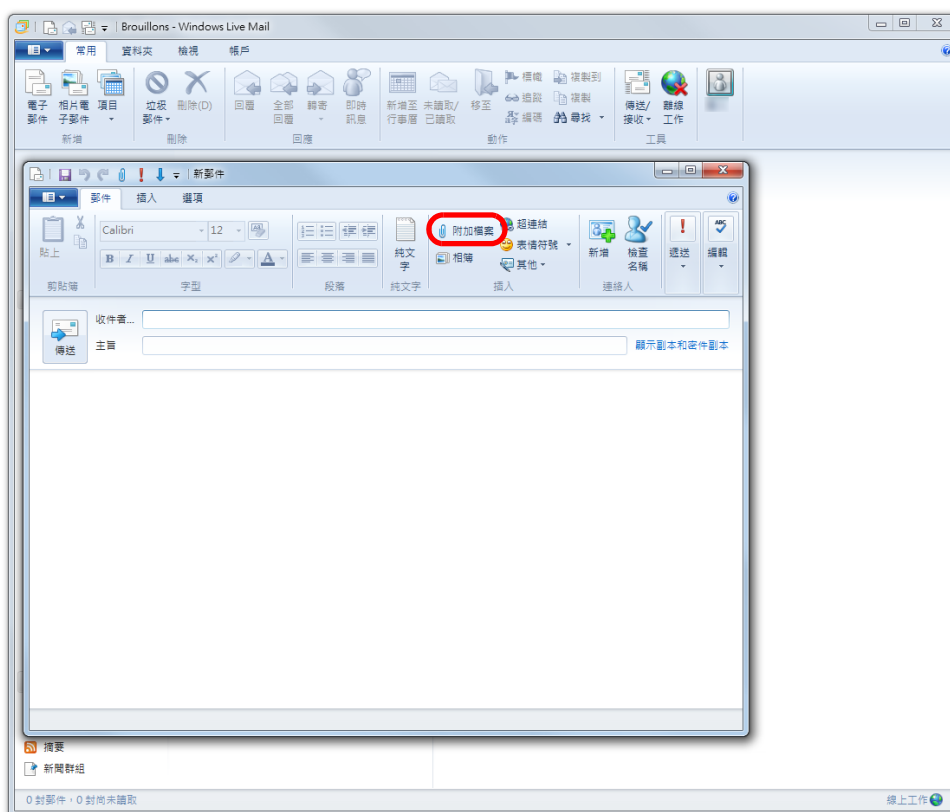 Brouillons - Windows Live Mail
常用 資料夾 檢視 帳戶
電子郵件 相片電子郵件 項目 垃圾郵件 刪除(D) 回覆 全部回覆 轉寄 即時訊息 新增至行事曆 未讀取/已讀取 移至 標幟 追蹤 編碼 複製到 複製 尋找 傳送/接收 離線工作
新增 刪除 回應 動作 工具
新郵件
郵件 插入 選項
貼上 Calibri 12 純文字 附加檔案 相簿 超連結 表情符號 其他 新增 檢查名稱 遞送 ABC 編輯
B I U abc X₂ X² A
剪貼簿 字型 段落 純文字 插入 連絡人
傳送
收件者...
主旨 顯示副本和密件副本
摘要
新聞群組
0 封郵件，0 封尚未讀取 線上工作